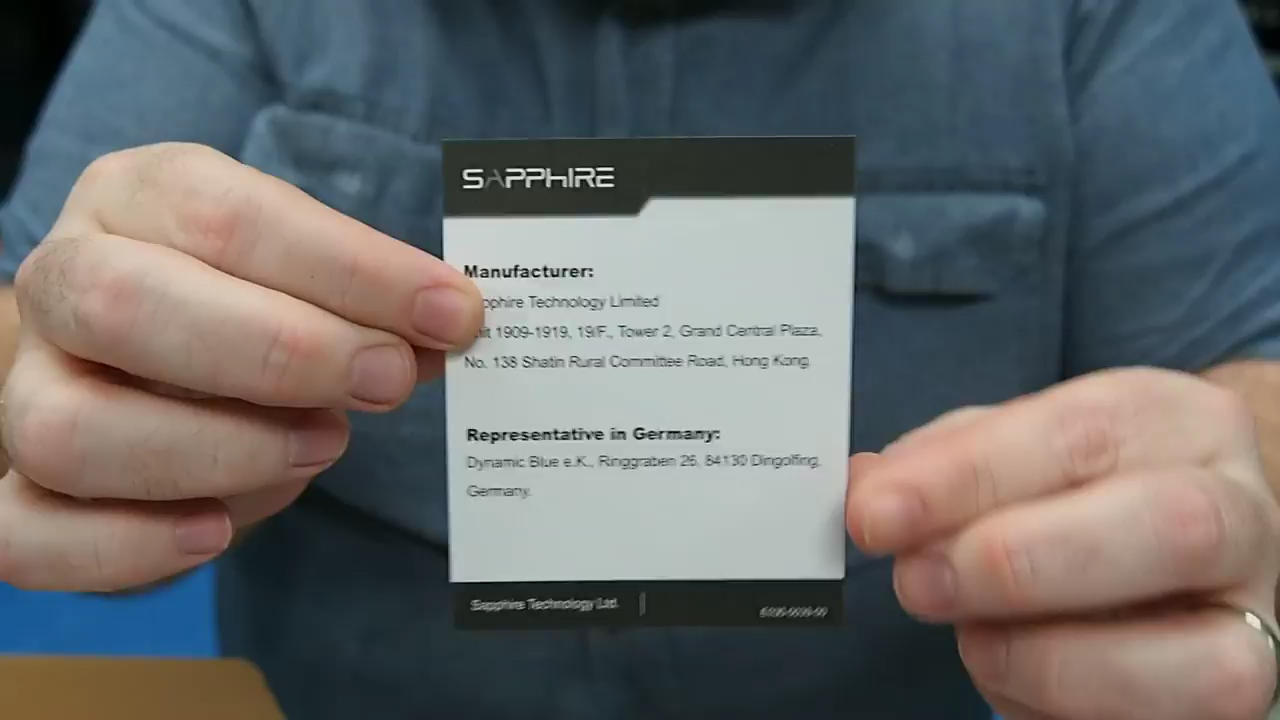 SAPPHIRE
Manufacturer:
Technology Limited
1909-1919, 19/F., Tower 2, Grand Central Plaza,
No. 138 Shatin Rural Committee Road, Hong Kong
Representative in Germany:
Dynamic Blue e.K., Ringgraben 26, 84130 Dingolfing,
Germany.
Sapphire Technology Ltd.